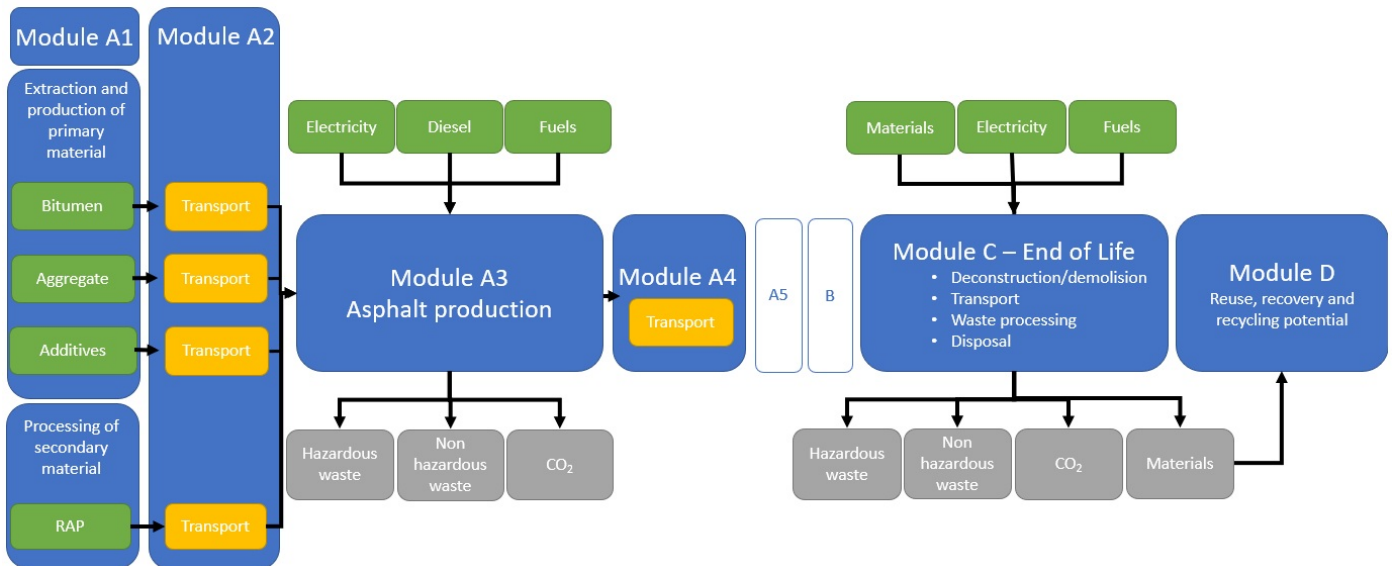 Module A1
Extraction and
production of
primary
material
Bitumen
Aggregate
Additives
Processing of
secondary
material
RAP
Module A2
Transport
Transport
Transport
Transport
Electricity
Diesel
Fuels
Module A3
Asphalt production
Hazardous
waste
Non
hazardous
waste
CO₂
Module A4
Transport
A5
B
Materials
Electricity
Fuels
Module C – End of Life
• Deconstruction/demolision
• Transport
• Waste processing
• Disposal
Hazardous
waste
Non
hazardous
waste
CO₂
Materials
Module D
Reuse, recovery and
recycling potential